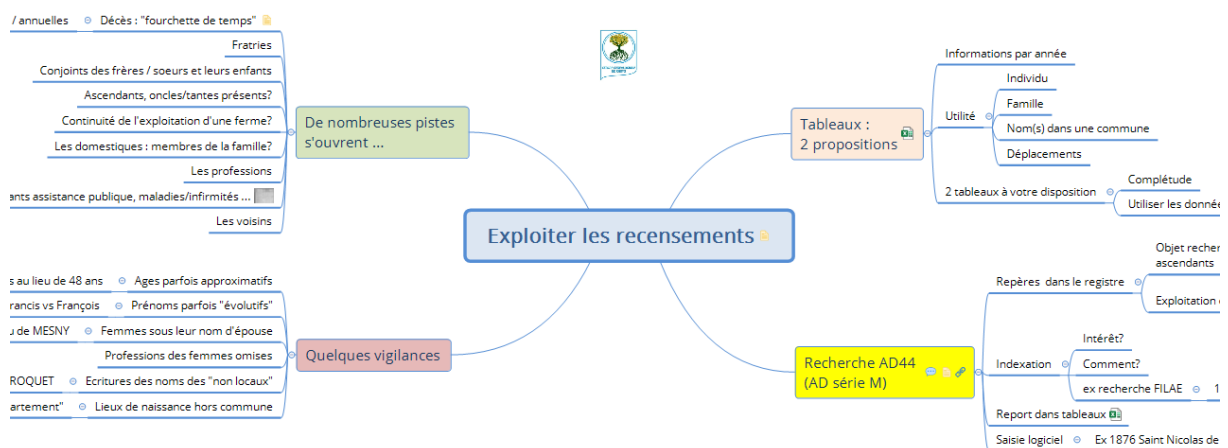 / annuelles
Décès : "fourchette de temps"
Fratries
Conjoints des frères / soeurs et leurs enfants
Ascendants, oncles/tantes présents?
Continuité de l'exploitation d'une ferme?
Les domestiques : membres de la famille?
Les professions
ants assistance publique, maladies/infirmités ...
Les voisins
De nombreuses pistes
s'ouvrent ...
Tableaux :
2 propositions
Informations par année
Utilité
Individu
Famille
Nom(s) dans une commune
Déplacements
2 tableaux à votre disposition
Complétude
Utiliser les donnée
Exploiter les recensements
s au lieu de 48 ans
Ages parfois approximatifs
rancis vs François
Prénoms parfois "évolutifs"
u de MESNY
Femmes sous leur nom d'épouse
Professions des femmes omises
ROQUET
Ecritures des noms des "non locaux"
artement"
Lieux de naissance hors commune
Quelques vigilances
Recherche AD44
(AD série M)
Repères dans le registre
Objet recher
ascendants
Exploitation
Indexation
Intérêt?
Comment?
ex recherche FILAE
1
Report dans tableaux
Saisie logiciel
Ex 1876 Saint Nicolas de